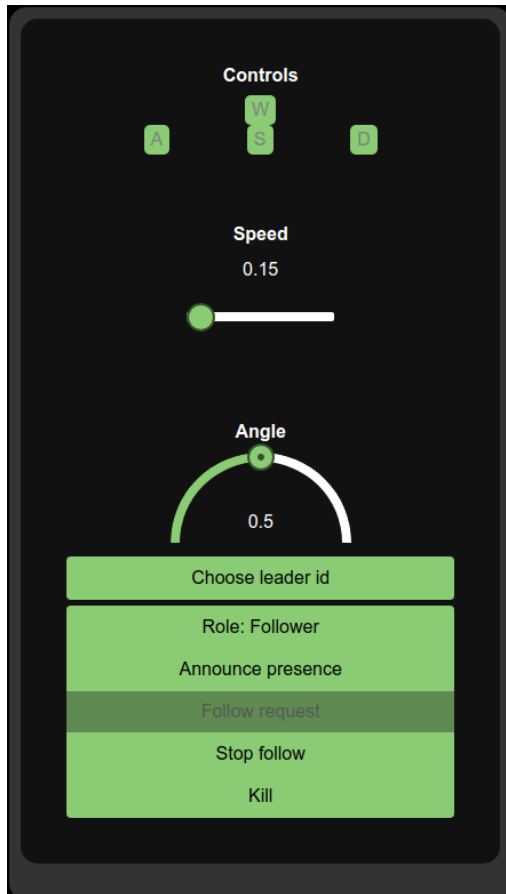 Controls
W
A S D
Speed
0.15
Angle
0.5
Choose leader id
Role: Follower
Announce presence
Follow request
Stop follow
Kill